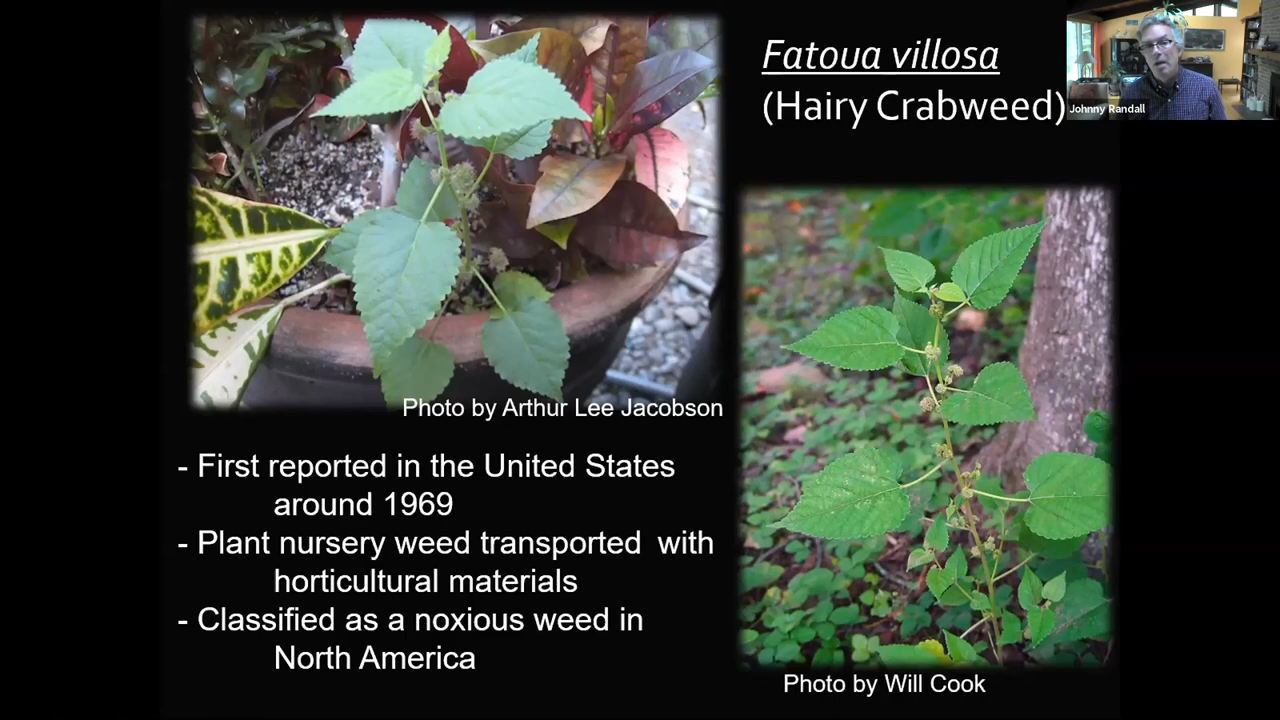 Fatoua villosa
(Hairy Crabweed)
Johnny Randall
Photo by Arthur Lee Jacobson
- First reported in the United States
around 1969
- Plant nursery weed transported with
horticultural materials
- Classified as a noxious weed in
North America
Photo by Will Cook